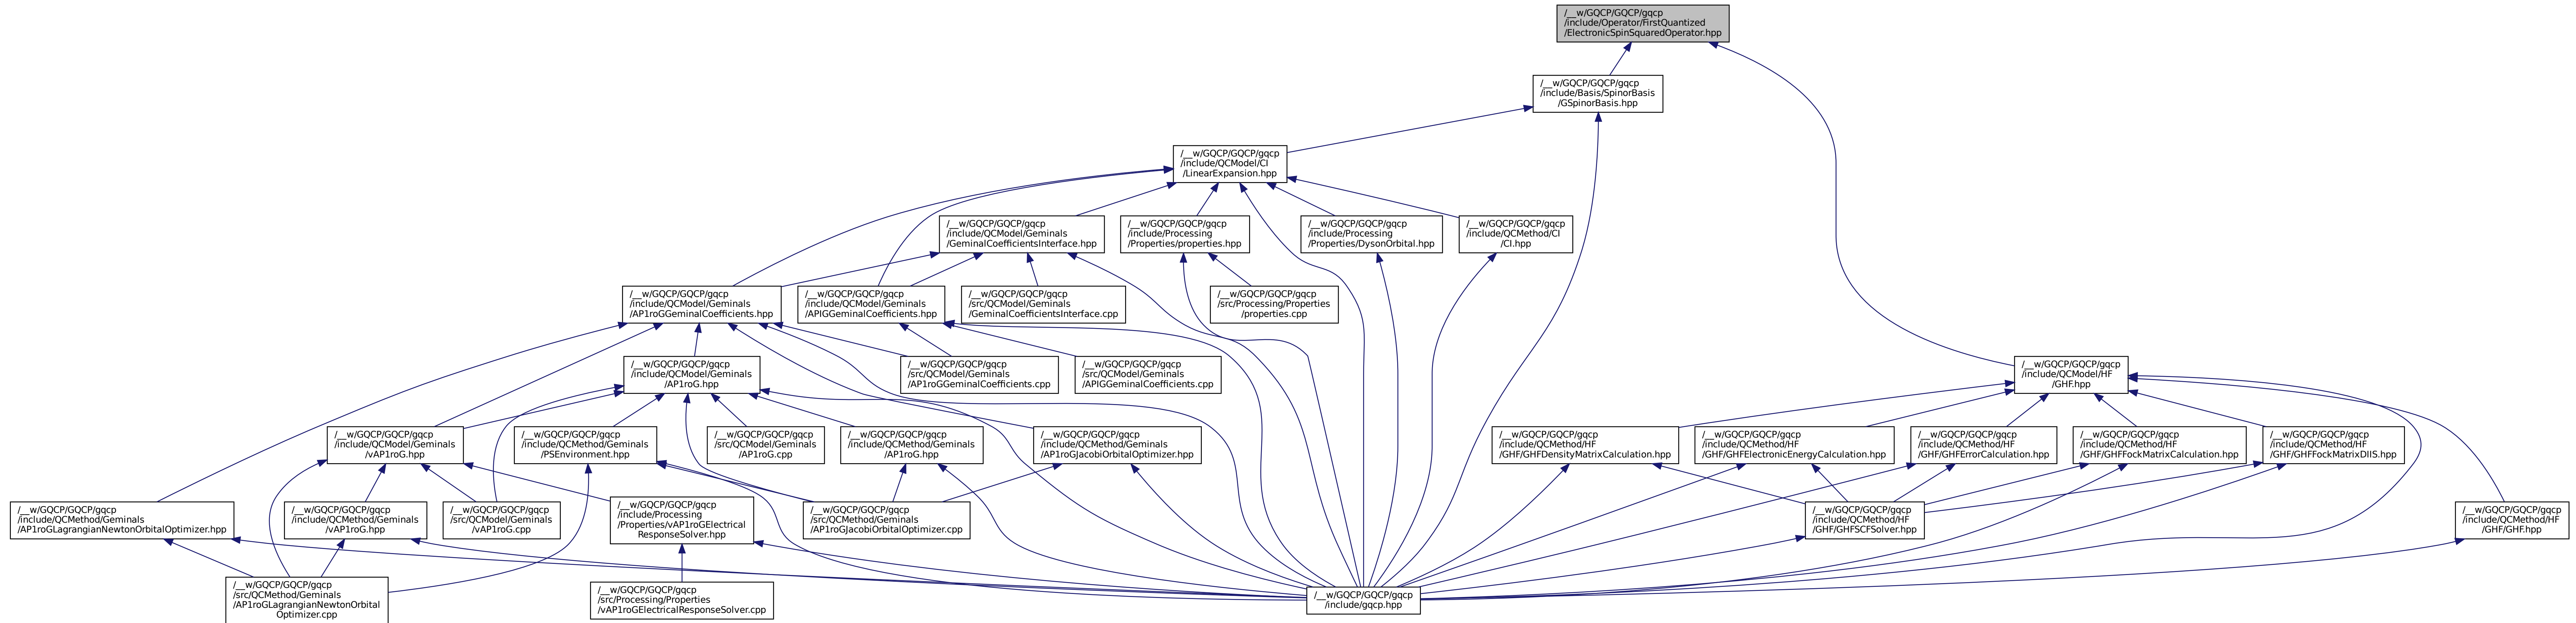 /__w/GQCP/GQCP/gqcp
/include/Operator/FirstQuantized
/ElectronicSpinSquaredOperator.hpp
/__w/GQCP/GQCP/gqcp
/include/Basis/SpinorBasis
/GSpinorBasis.hpp
/__w/GQCP/GQCP/gqcp
/include/QCModel/CI
/LinearExpansion.hpp
/__w/GQCP/GQCP/gqcp
/include/QCModel/Geminals
/GeminalCoefficientsInterface.hpp
/__w/GQCP/GQCP/gqcp
/include/Processing
/Properties/properties.hpp
/__w/GQCP/GQCP/gqcp
/include/Processing
/Properties/DysonOrbital.hpp
/__w/GQCP/GQCP/gqcp
/include/QCMethod/CI
/CI.hpp
/__w/GQCP/GQCP/gqcp
/include/QCModel/Geminals
/AP1roGGeminalCoefficients.hpp
/__w/GQCP/GQCP/gqcp
/include/QCModel/Geminals
/APIGGeminalCoefficients.hpp
/__w/GQCP/GQCP/gqcp
/src/QCModel/Geminals
/GeminalCoefficientsInterface.cpp
/__w/GQCP/GQCP/gqcp
/src/Processing/Properties
/properties.cpp
/__w/GQCP/GQCP/gqcp
/include/QCModel/Geminals
/AP1roG.hpp
/__w/GQCP/GQCP/gqcp
/src/QCModel/Geminals
/AP1roGGeminalCoefficients.cpp
/__w/GQCP/GQCP/gqcp
/src/QCModel/Geminals
/APIGGeminalCoefficients.cpp
/__w/GQCP/GQCP/gqcp
/include/QCModel/HF
/GHF.hpp
/__w/GQCP/GQCP/gqcp
/include/QCModel/Geminals
/vAP1roG.hpp
/__w/GQCP/GQCP/gqcp
/include/QCMethod/Geminals
/PSEnvironment.hpp
/__w/GQCP/GQCP/gqcp
/src/QCModel/Geminals
/AP1roG.cpp
/__w/GQCP/GQCP/gqcp
/include/QCMethod/Geminals
/AP1roG.hpp
/__w/GQCP/GQCP/gqcp
/include/QCMethod/Geminals
/AP1roGJacobiOrbitalOptimizer.hpp
/__w/GQCP/GQCP/gqcp
/include/QCMethod/HF
/GHF/GHFDensityMatrixCalculation.hpp
/__w/GQCP/GQCP/gqcp
/include/QCMethod/HF
/GHF/GHFElectronicEnergyCalculation.hpp
/__w/GQCP/GQCP/gqcp
/include/QCMethod/HF
/GHF/GHFErrorCalculation.hpp
/__w/GQCP/GQCP/gqcp
/include/QCMethod/HF
/GHF/GHFFockMatrixCalculation.hpp
/__w/GQCP/GQCP/gqcp
/include/QCMethod/HF
/GHF/GHFFockMatrixDIIS.hpp
/__w/GQCP/GQCP/gqcp
/include/QCMethod/Geminals
/AP1roGLagrangianNewtonOrbitalOptimizer.hpp
/__w/GQCP/GQCP/gqcp
/include/QCMethod/Geminals
/vAP1roG.hpp
/__w/GQCP/GQCP/gqcp
/src/QCModel/Geminals
/vAP1roG.cpp
/__w/GQCP/GQCP/gqcp
/include/Processing
/Properties/vAP1roGElectrical
ResponseSolver.hpp
/__w/GQCP/GQCP/gqcp
/src/QCMethod/Geminals
/AP1roGJacobiOrbitalOptimizer.cpp
/__w/GQCP/GQCP/gqcp
/include/QCMethod/HF
/GHF/GHFSCFSolver.hpp
/__w/GQCP/GQCP/gqcp
/include/QCMethod/HF
/GHF/GHF.hpp
/__w/GQCP/GQCP/gqcp
/src/QCMethod/Geminals
/AP1roGLagrangianNewtonOrbital
Optimizer.cpp
/__w/GQCP/GQCP/gqcp
/src/Processing/Properties
/vAP1roGElectricalResponseSolver.cpp
/__w/GQCP/GQCP/gqcp
/include/gqcp.hpp